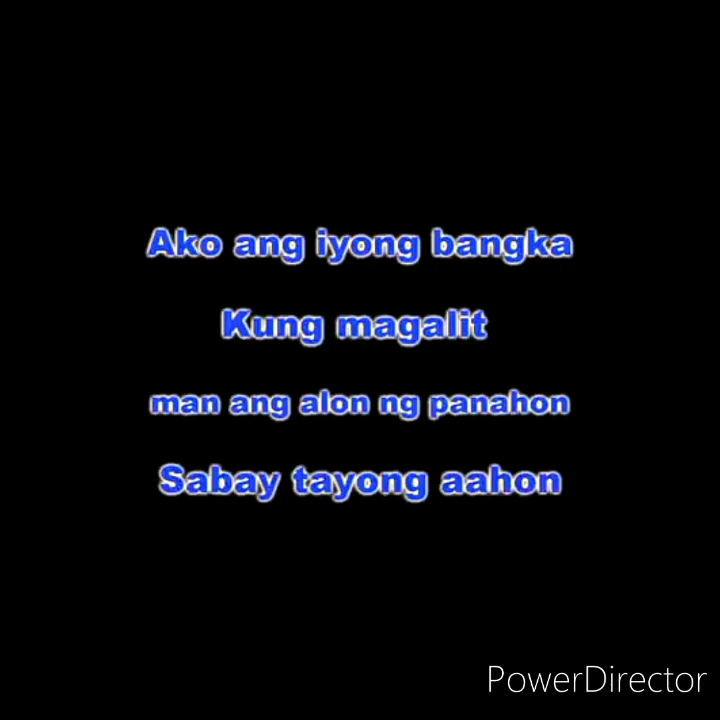 Ako ang iyong bangka
Kung magalit
man ang alon ng panahon
Sabay tayong aahon
PowerDirector